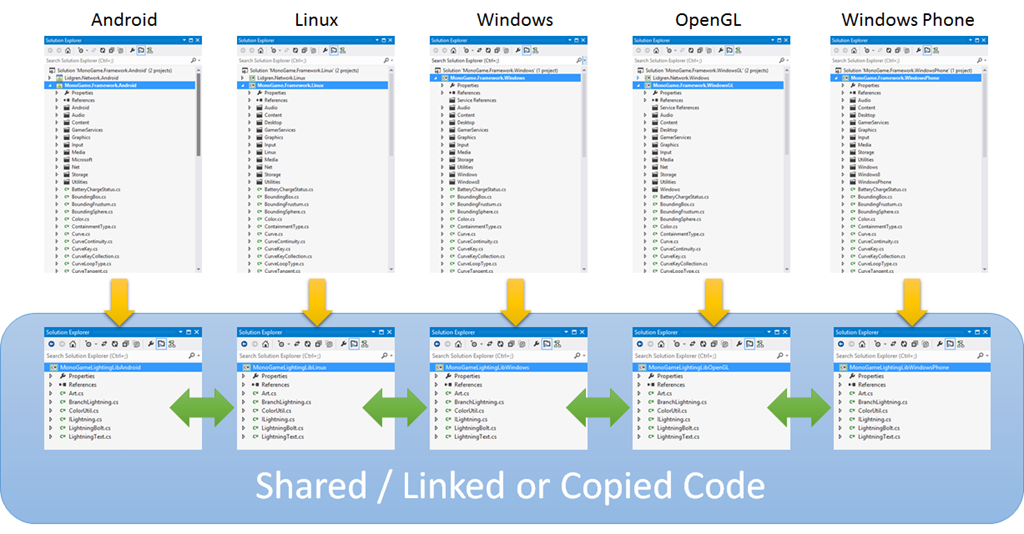 Android
Linux
Windows
OpenGL
Windows Phone
Solution Explorer
Search Solution Explorer (Ctrl+;)
Solution 'MonoGame.Framework.Android' (2 projects)
Lidgren.Network.Android
MonoGame.Framework.Android
Properties
References
Android
Audio
Content
GamerServices
Graphics
Input
Media
Microsoft
Net
Storage
Utilities
BatteryChargeStatus.cs
BoundingBox.cs
BoundingFrustum.cs
BoundingSphere.cs
Color.cs
ContainmentType.cs
Curve.cs
CurveContinuity.cs
CurveKey.cs
CurveKeyCollection.cs
CurveLoopType.cs
CurveTangent.cs
Solution Explorer
Search Solution Explorer (Ctrl+;)
Solution 'MonoGame.Framework.Linux' (2 projects)
Lidgren.Network.Linux
MonoGame.Framework.Linux
Properties
References
Audio
Content
Desktop
GamerServices
Graphics
Input
Linux
Media
Net
Storage
Utilities
BatteryChargeStatus.cs
BoundingBox.cs
BoundingFrustum.cs
BoundingSphere.cs
Color.cs
ContainmentType.cs
Curve.cs
CurveContinuity.cs
CurveKey.cs
CurveKeyCollection.cs
CurveLoopType.cs
CurveTangent.cs
Solution Explorer
Search Solution Explorer (Ctrl+;)
Solution 'MonoGame.Framework.Windows' (1 project)
MonoGame.Framework.Windows
Properties
References
Service References
Audio
Content
Desktop
GamerServices
Graphics
Input
Media
Storage
Utilities
Windows
Windows8
BatteryChargeStatus.cs
BoundingBox.cs
BoundingFrustum.cs
BoundingSphere.cs
Color.cs
ContainmentType.cs
Curve.cs
CurveContinuity.cs
CurveKey.cs
CurveKeyCollection.cs
CurveLoopType.cs
CurveTangent.cs
Solution Explorer
Search Solution Explorer (Ctrl+;)
Solution 'MonoGame.Framework.WindowsGL' (2 projects)
Lidgren.Network.Windows
MonoGame.Framework.WindowsGL
Properties
References
Service References
Audio
Content
Desktop
GamerServices
Graphics
Input
Media
Net
Storage
Utilities
Windows
BatteryChargeStatus.cs
BoundingBox.cs
BoundingFrustum.cs
BoundingSphere.cs
Color.cs
ContainmentType.cs
Curve.cs
CurveContinuity.cs
CurveKey.cs
CurveKeyCollection.cs
CurveLoopType.cs
Solution Explorer
Search Solution Explorer (Ctrl+;)
Solution 'MonoGame.Framework.WindowsPhone' (1 project)
MonoGame.Framework.WindowsPhone
Properties
References
Audio
Content
Desktop
GamerServices
Graphics
Input
Media
Storage
Utilities
Windows
Windows8
WindowsPhone
BatteryChargeStatus.cs
BoundingBox.cs
BoundingFrustum.cs
BoundingSphere.cs
Color.cs
ContainmentType.cs
Curve.cs
CurveContinuity.cs
CurveKey.cs
CurveKeyCollection.cs
CurveLoopType.cs
CurveTangent.cs
Solution Explorer
Search Solution Explorer (Ctrl+;)
MonoGameLightingLibAndroid
Properties
References
Art.cs
BranchLightning.cs
ColorUtil.cs
ILightning.cs
LightningBolt.cs
LightningText.cs
Solution Explorer
Search Solution Explorer (Ctrl+;)
MonoGameLightingLibLinux
Properties
References
Art.cs
BranchLightning.cs
ColorUtil.cs
ILightning.cs
LightningBolt.cs
LightningText.cs
Solution Explorer
Search Solution Explorer (Ctrl+;)
MonoGameLightingLibWindows
Properties
References
Art.cs
BranchLightning.cs
ColorUtil.cs
ILightning.cs
LightningBolt.cs
LightningText.cs
Solution Explorer
Search Solution Explorer (Ctrl+;)
MonoGameLightingLibOpenGL
Properties
References
Art.cs
BranchLightning.cs
ColorUtil.cs
ILightning.cs
LightningBolt.cs
LightningText.cs
Solution Explorer
Search Solution Explorer (Ctrl+;)
MonoGameLightingLibWindowsPhone
Properties
References
Art.cs
BranchLightning.cs
ColorUtil.cs
ILightning.cs
LightningBolt.cs
LightningText.cs
Shared / Linked or Copied Code